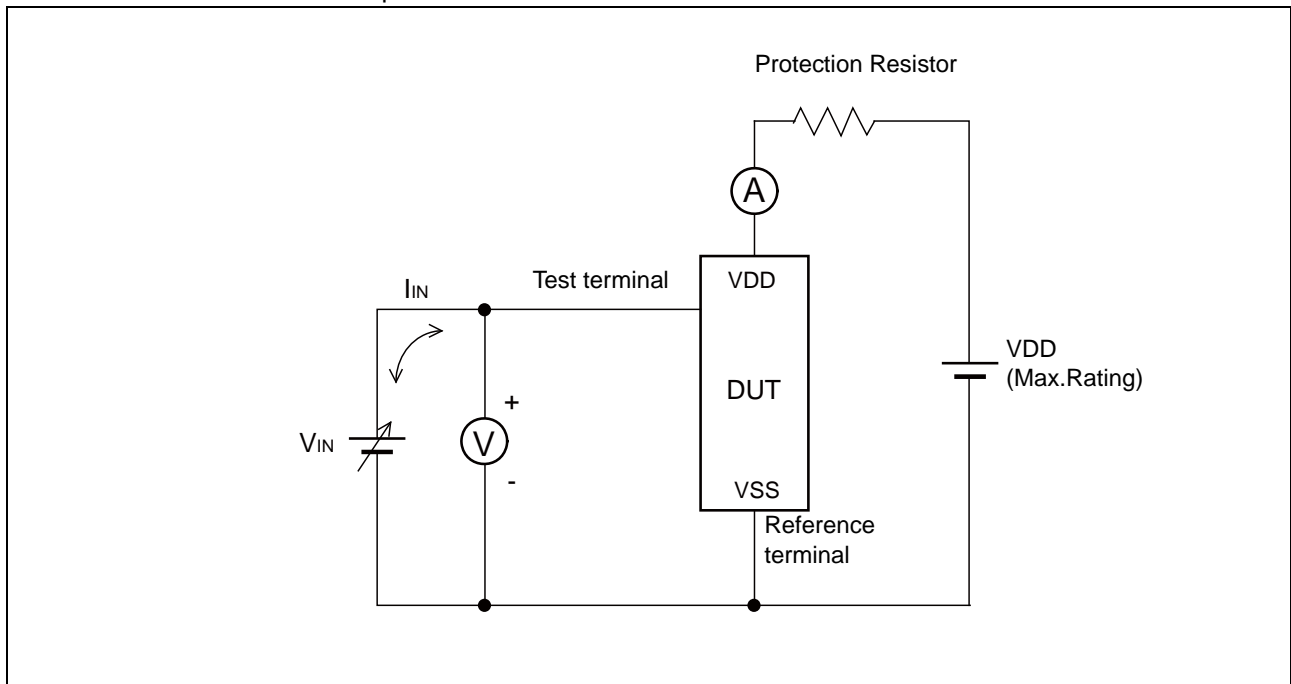 Protection Resistor
A
Test terminal
VDD
IIN
VDD
(Max.Rating)
DUT
+
VIN
V
-
VSS
Reference
terminal